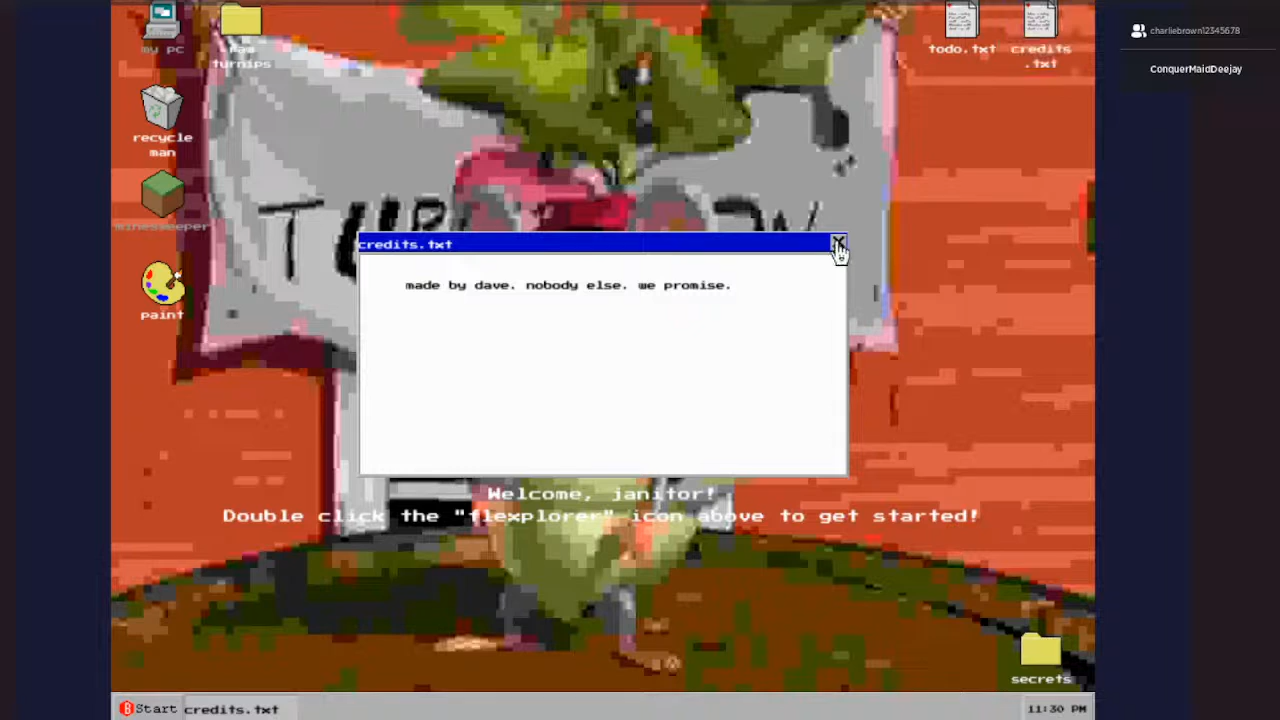 my pc
raw
turnips
todo.txt
credits
.txt
charliebrown12345678
ConquerMaidDeejay
recycle
man
minesweeper
paint
credits.txt
made by dave. nobody else. we promise.
Welcome, janitor!
Double click the "flexplorer" icon above to get started!
secrets
Start
credits.txt
11:30 PM